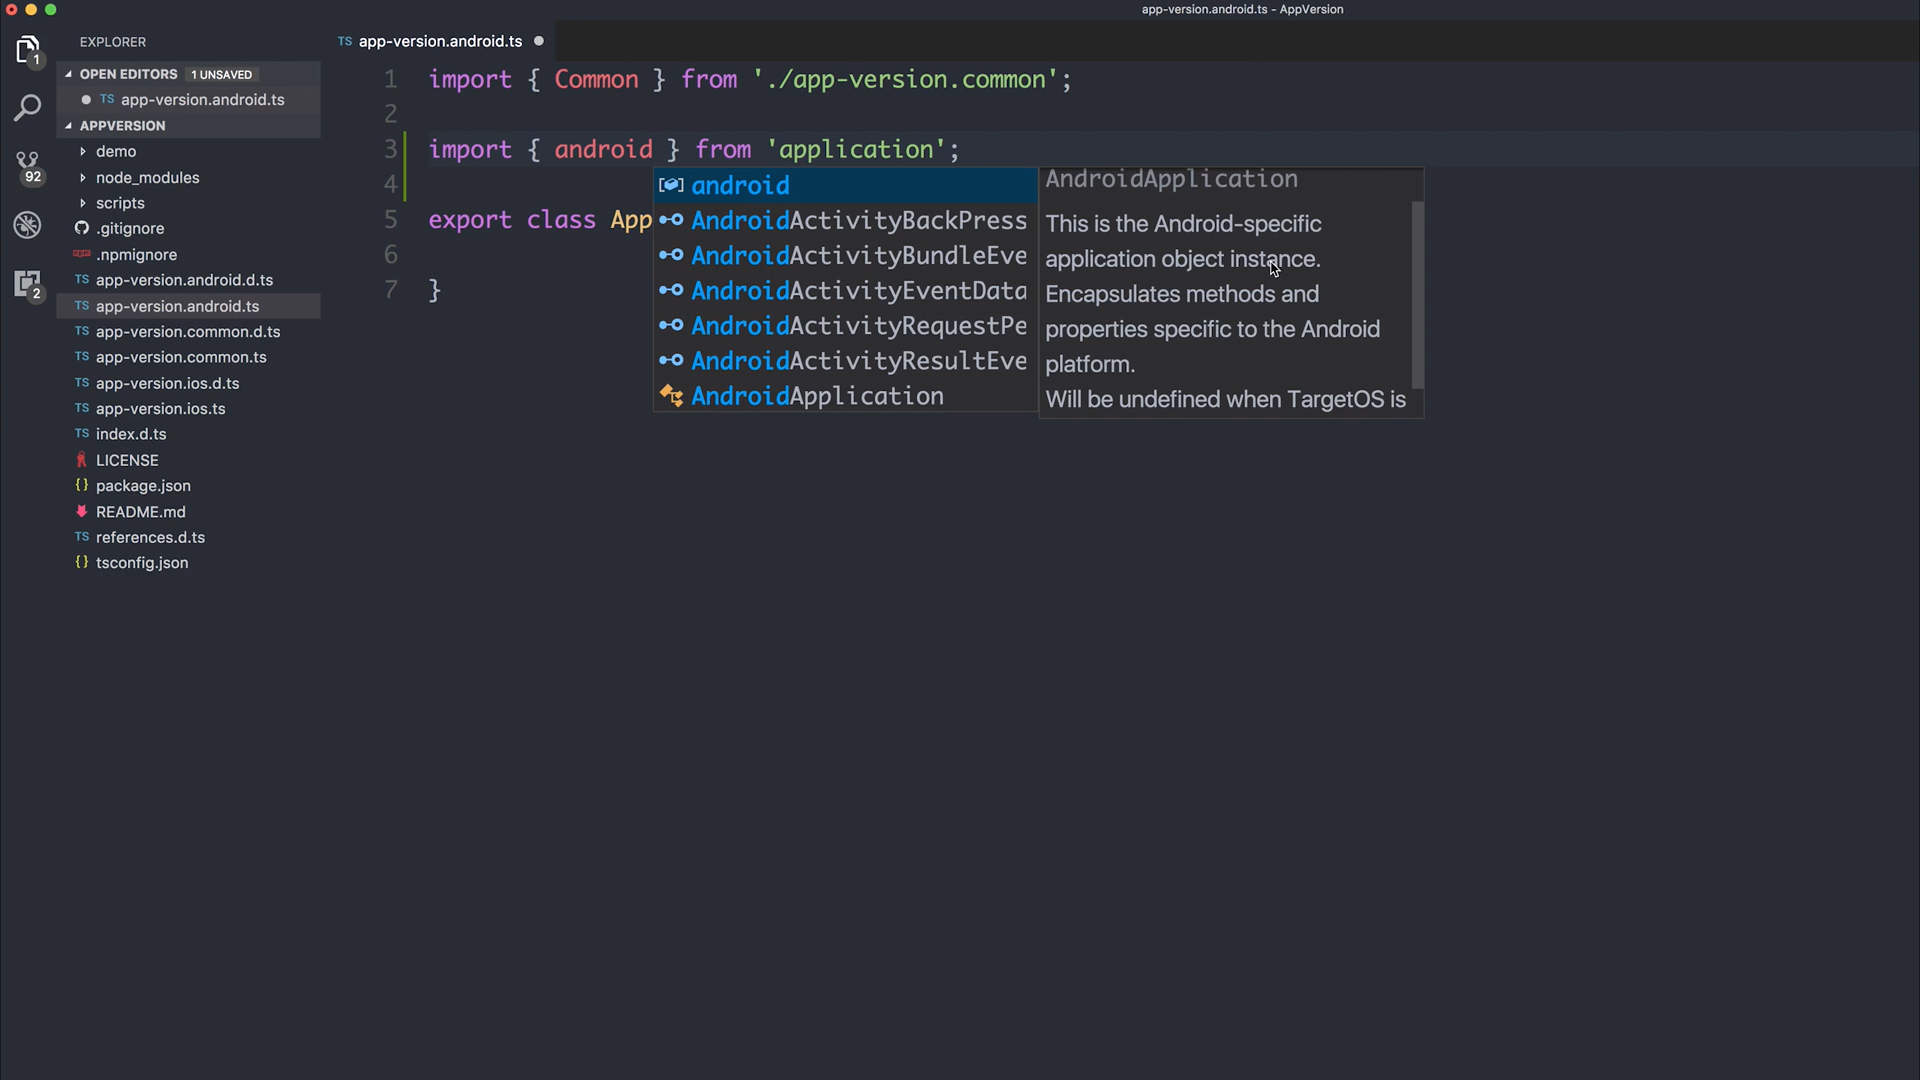 app-version.android.ts - AppVersion
EXPLORER
OPEN EDITORS 1 UNSAVED
TS app-version.android.ts
APPVERSION
demo
node_modules
scripts
.gitignore
.npmignore
TS app-version.android.d.ts
TS app-version.android.ts
TS app-version.common.d.ts
TS app-version.common.ts
TS app-version.ios.d.ts
TS app-version.ios.ts
TS index.d.ts
LICENSE
{} package.json
README.md
TS references.d.ts
{} tsconfig.json
1
92
2
TS app-version.android.ts
1 import { Common } from './app-version.common';
2
3 import { android } from 'application';
4
5 export class App
6
7 }
android
AndroidActivityBackPress
AndroidActivityBundleEve
AndroidActivityEventData
AndroidActivityRequestPe
AndroidActivityResultEve
AndroidApplication
AndroidApplication
This is the Android-specific
application object instance.
Encapsulates methods and
properties specific to the Android
platform.
Will be undefined when TargetOS is